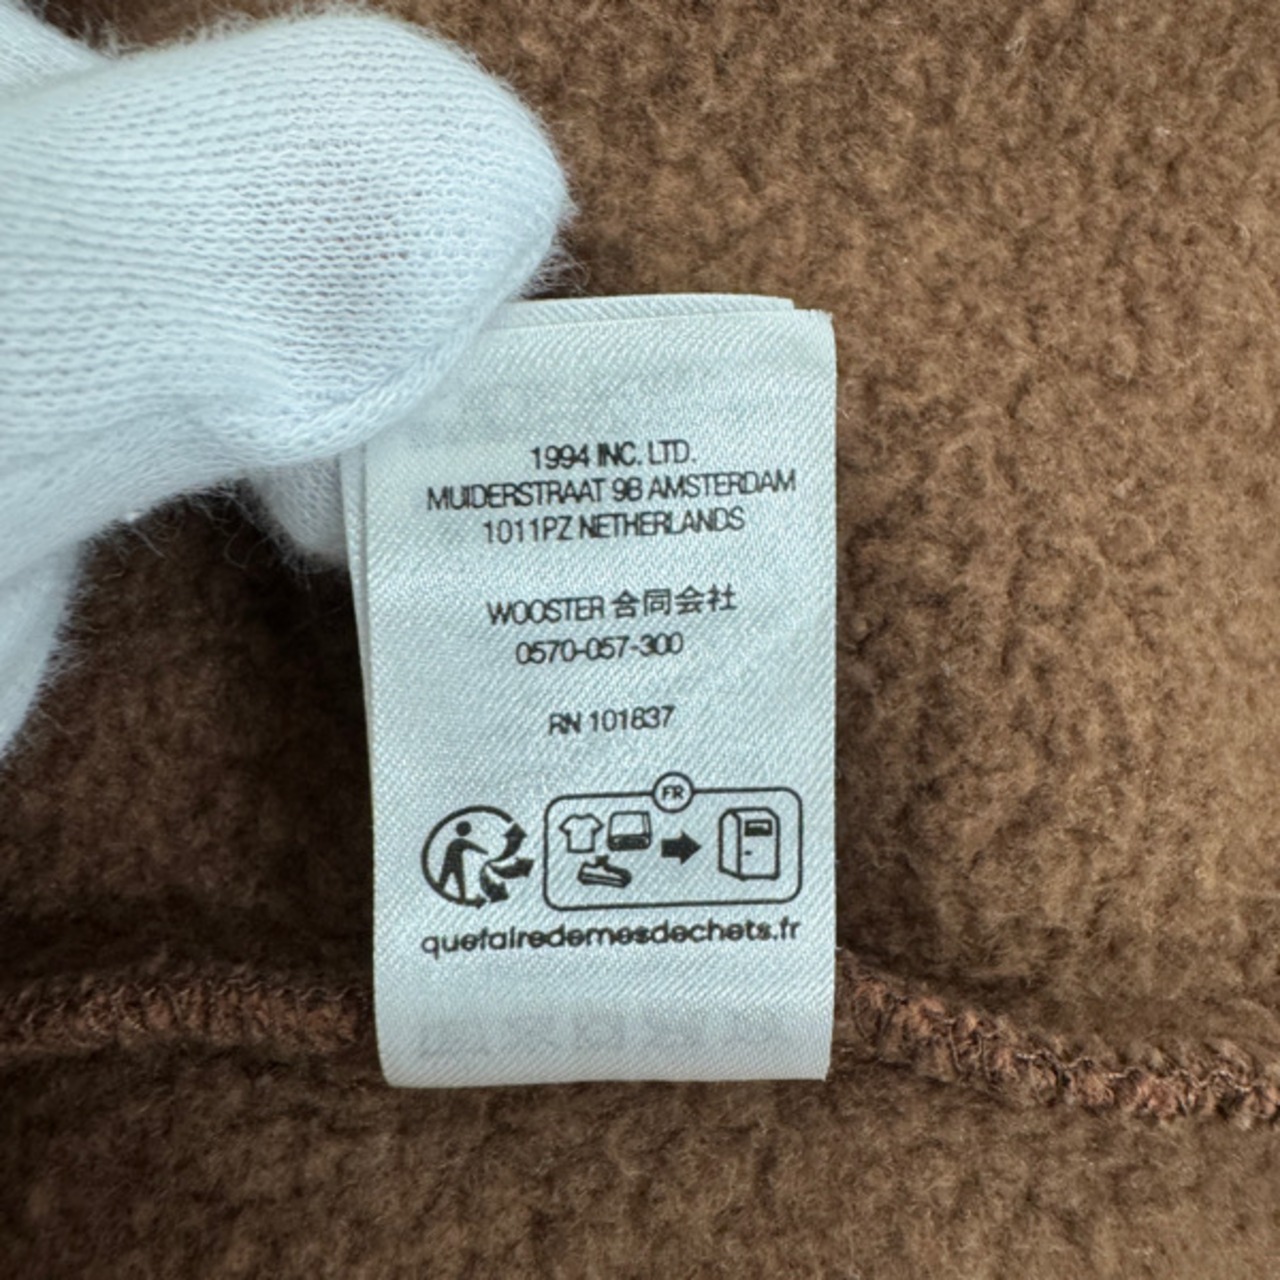 1994 INC. LTD.
MUIDERSTRAAT 9B AMSTERDAM
1011PZ NETHERLANDS
WOOSTER 合同会社
0570-057-300
RN 101837
FR
quefairedemesdechets.fr